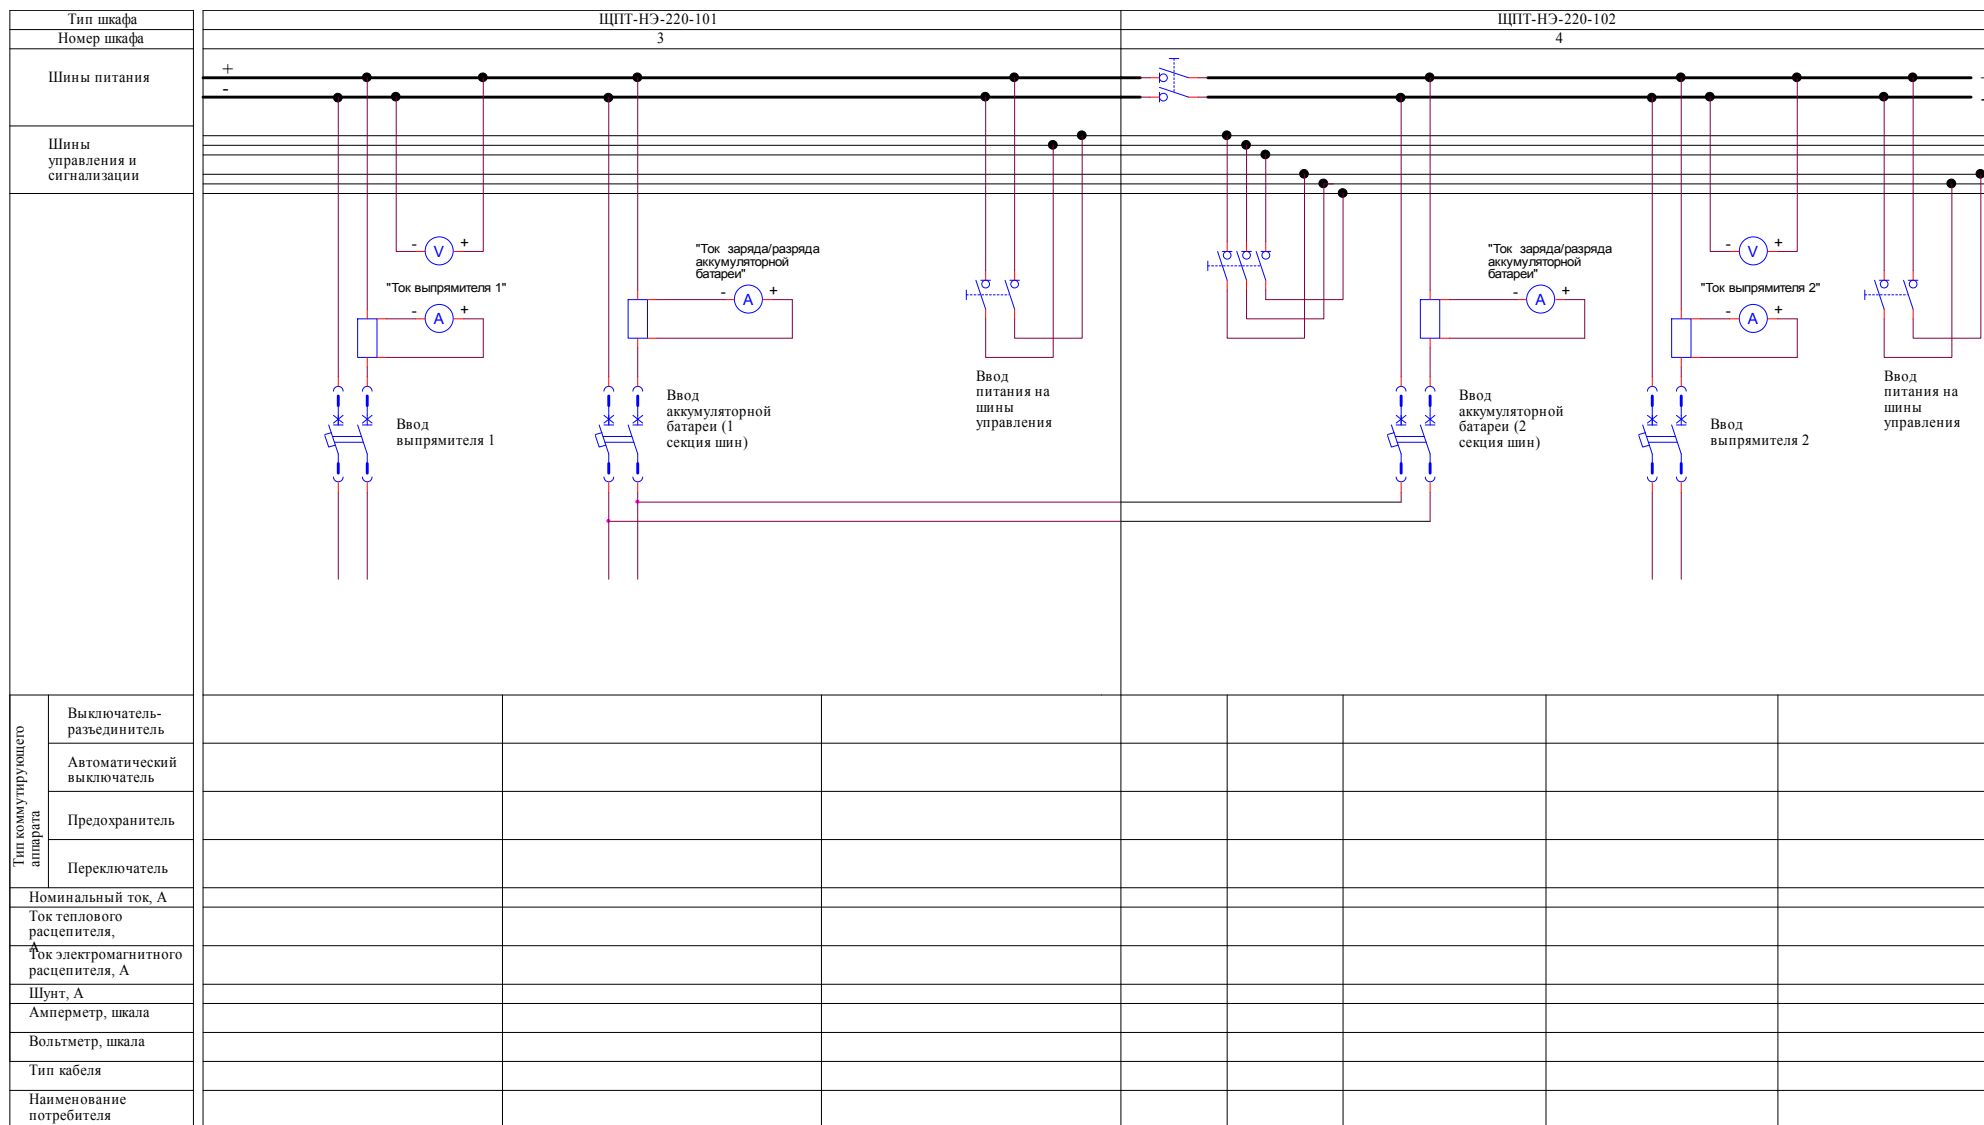 Тип шкафа
ЩПТ-НЭ-220-101
ЩПТ-НЭ-220-102
Номер шкафа
3
4
Шины питания
+
-
Шины
управления и
сигнализации
- V +
"Ток выпрямителя 1"
- A +
"Ток заряда/разряда
аккумуляторной
батареи"
- A +
"Ток заряда/разряда
аккумуляторной
батареи"
- A +
- V +
"Ток выпрямителя 2"
- A +
Ввод
выпрямителя 1
Ввод
аккумуляторной
батареи (1
секция шин)
Ввод
питания на
шины
управления
Ввод
аккумуляторной
батареи (2
секция шин)
Ввод
выпрямителя 2
Ввод
питания на
шины
управления
Тип коммутирующего
аппарата
Выключатель-
разъединитель
Автоматический
выключатель
Предохранитель
Переключатель
Номинальный ток, А
Ток теплового
расцепителя,
А
Ток электромагнитного
расцепителя, А
Шунт, А
Амперметр, шкала
Вольтметр, шкала
Тип кабеля
Наименование
потребителя